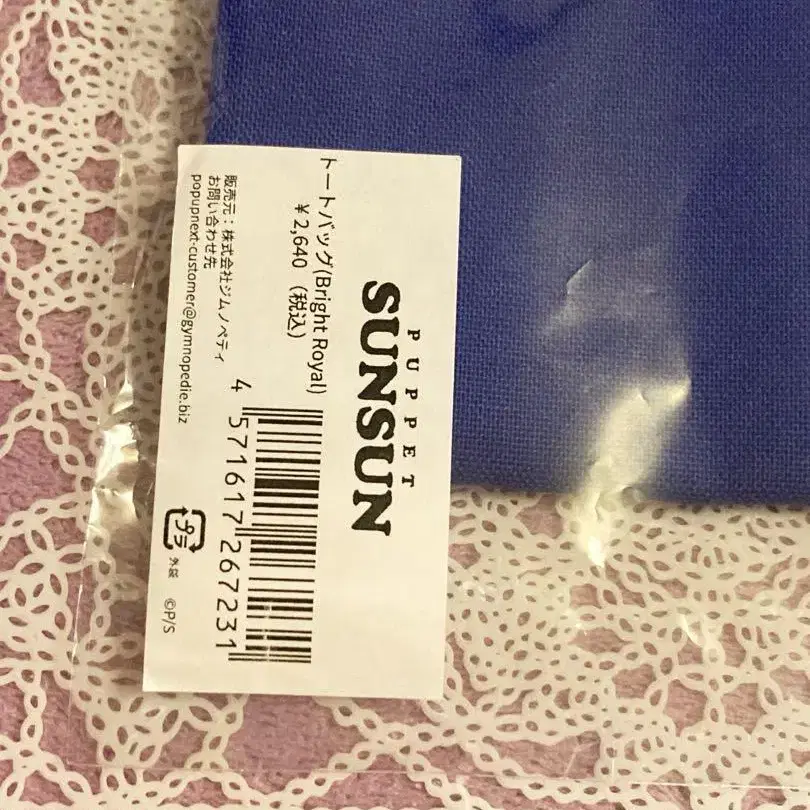 PUPPET
SUNSUN
トートバッグ(Bright Royal)
¥2,640 (税込)
4 571617 267231
販売元:株式会社ジムノペディ
お問い合わせ先
popupnext-customer@gymnopedie.biz
プラ
外袋
©P/S